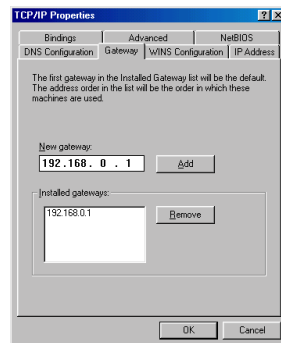 TCP/IP Properties
Bindings Advanced NetBIOS
DNS Configuration Gateway WINS Configuration IP Address
The first gateway in the Installed Gateway list will be the default.
The address order in the list will be the order in which these
machines are used.
New gateway:
192.168. 0 . 1 Add
Installed gateways:
192.168.0.1 Remove
OK Cancel